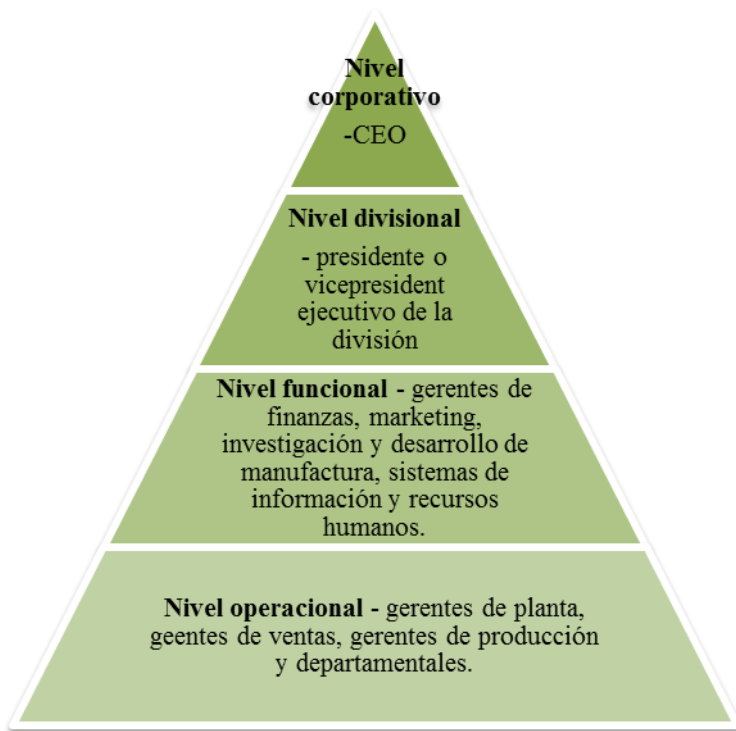 Nivel
corporativo
-CEO
Nivel divisional
- presidente o
vicepresident
ejecutivo de la
división
Nivel funcional - gerentes de
finanzas, marketing,
investigación y desarrollo de
manufactura, sistemas de
información y recursos
humanos.
Nivel operacional - gerentes de planta,
geentes de ventas, gerentes de producción
y departamentales.